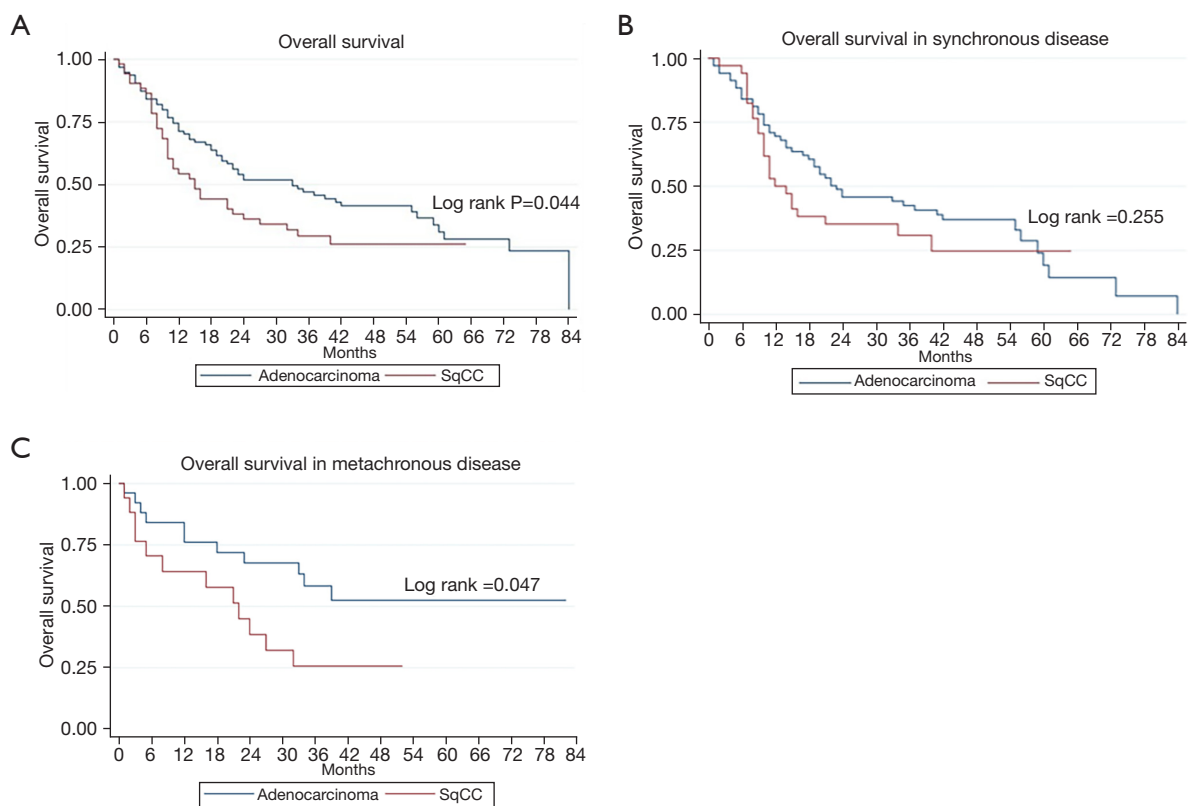 A
Overall survival
1.00
0.75
0.50
0.25
0.00
Overall survival
Log rank P=0.044
0 6 12 18 24 30 36 42 48 54 60 66 72 78 84
Months
Adenocarcinoma SqCC
B
Overall survival in synchronous disease
1.00
0.75
0.50
0.25
0.00
Overall survival
Log rank =0.255
0 6 12 18 24 30 36 42 48 54 60 66 72 78 84
Months
Adenocarcinoma SqCC
C
Overall survival in metachronous disease
1.00
0.75
0.50
0.25
0.00
Overall survival
Log rank =0.047
0 6 12 18 24 30 36 42 48 54 60 66 72 78 84
Months
Adenocarcinoma SqCC